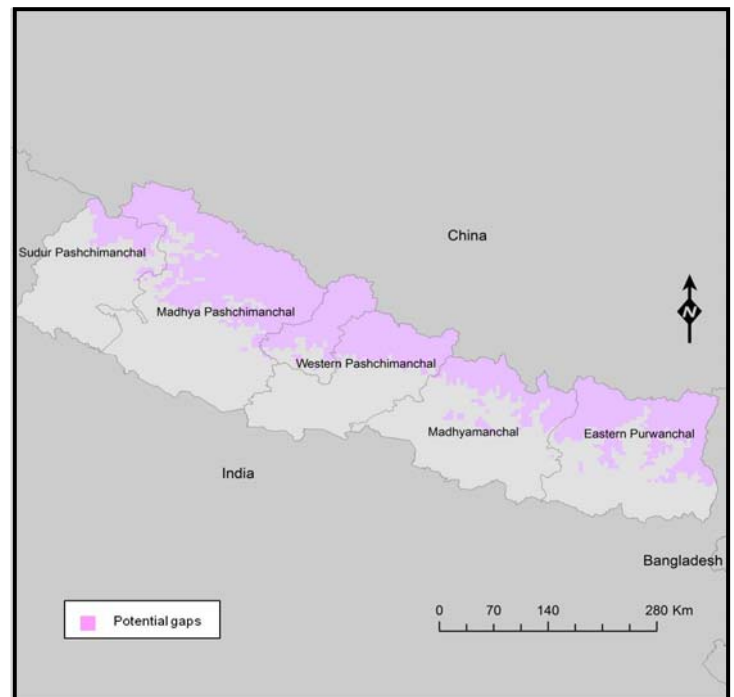 China
Sudur Pashchimanchal
Madhya Pashchimanchal
Western Pashchimanchal
Madhyamanchal
Eastern Purwanchal
India
N
Bangladesh
Potential gaps
0 70 140 280 Km